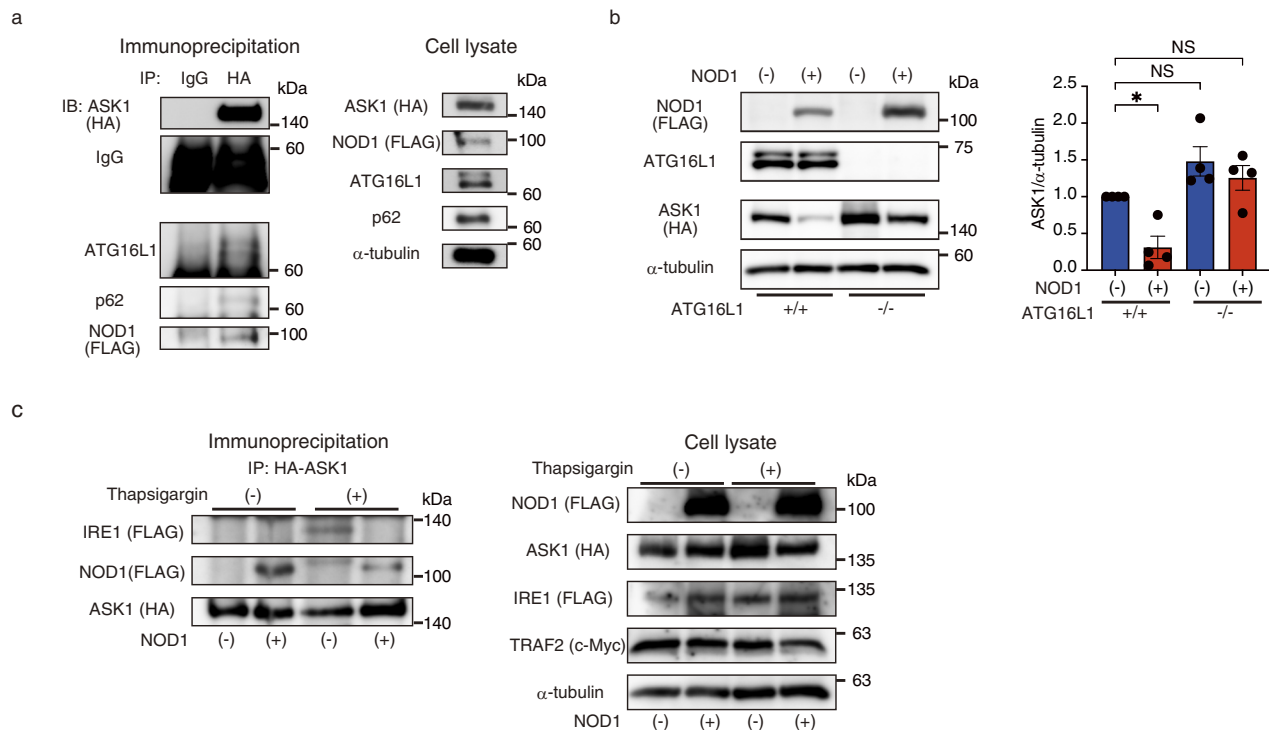 a
Immunoprecipitation
IP: IgG HA kDa
IB: ASK1
(HA)
140
IgG
60
ATG16L1
60
p62
60
NOD1
(FLAG)
100
Cell lysate
kDa
ASK1 (HA)
140
NOD1 (FLAG)
100
ATG16L1
60
p62
60
α-tubulin
60
b
NOD1 (-) (+) (-) (+) kDa
NOD1
(FLAG)
100
ATG16L1
75
ASK1
(HA)
140
α-tubulin
60
ATG16L1 +/+ -/-
NS
NS
*
ASK1/α-tubulin
2.5
2.0
1.5
1.0
0.5
0.0
NOD1 (-) (+) (-) (+)
ATG16L1 +/+ -/-
c
Immunoprecipitation
IP: HA-ASK1
Thapsigargin (-) (+) kDa
IRE1 (FLAG)
140
NOD1(FLAG)
100
ASK1 (HA)
140
NOD1 (-) (+) (-) (+)
Cell lysate
Thapsigargin (-) (+) kDa
NOD1 (FLAG)
100
ASK1 (HA)
135
IRE1 (FLAG)
135
TRAF2 (c-Myc)
63
α-tubulin
63
NOD1 (-) (+) (-) (+)